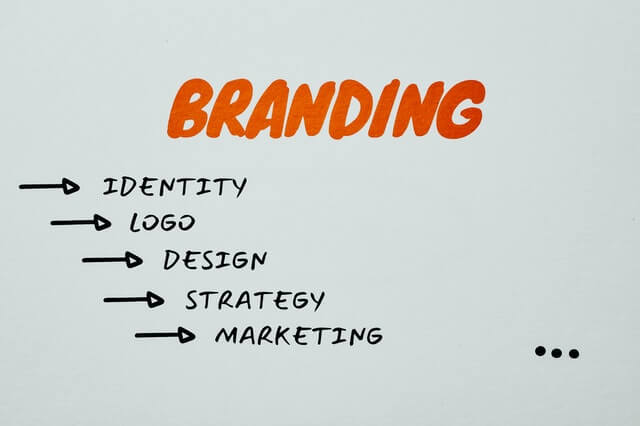 BRANDING
IDENTITY
LOGO
DESIGN
STRATEGY
MARKETING
...